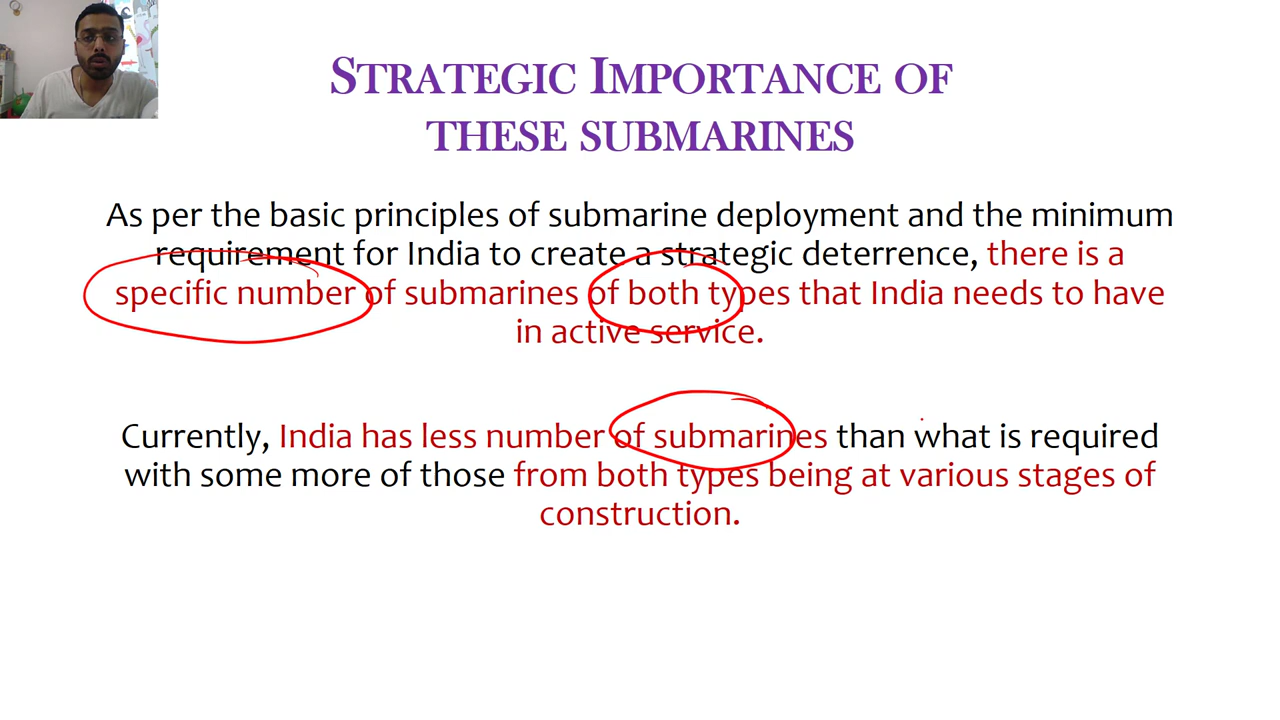 STRATEGIC IMPORTANCE OF
THESE SUBMARINES
As per the basic principles of submarine deployment and the minimum
requirement for India to create a strategic deterrence, there is a
specific number of submarines of both types that India needs to have
in active service.
Currently, India has less number of submarines than what is required
with some more of those from both types being at various stages of
construction.